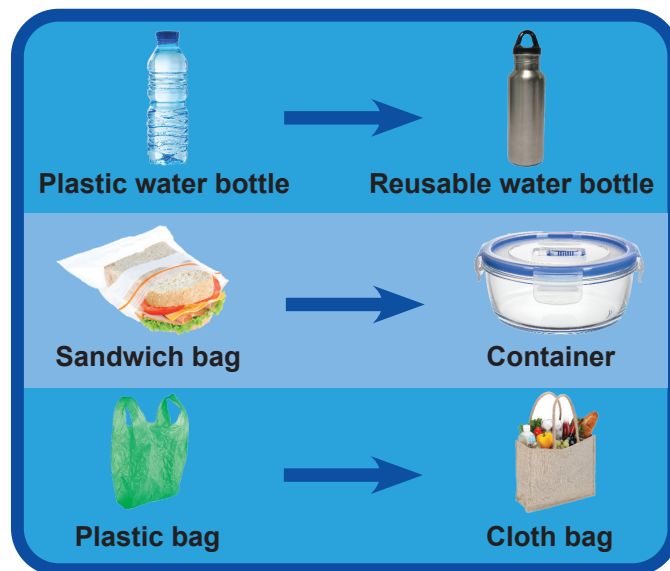 Plastic water bottle
Reusable water bottle
Sandwich bag
Container
Plastic bag
Cloth bag